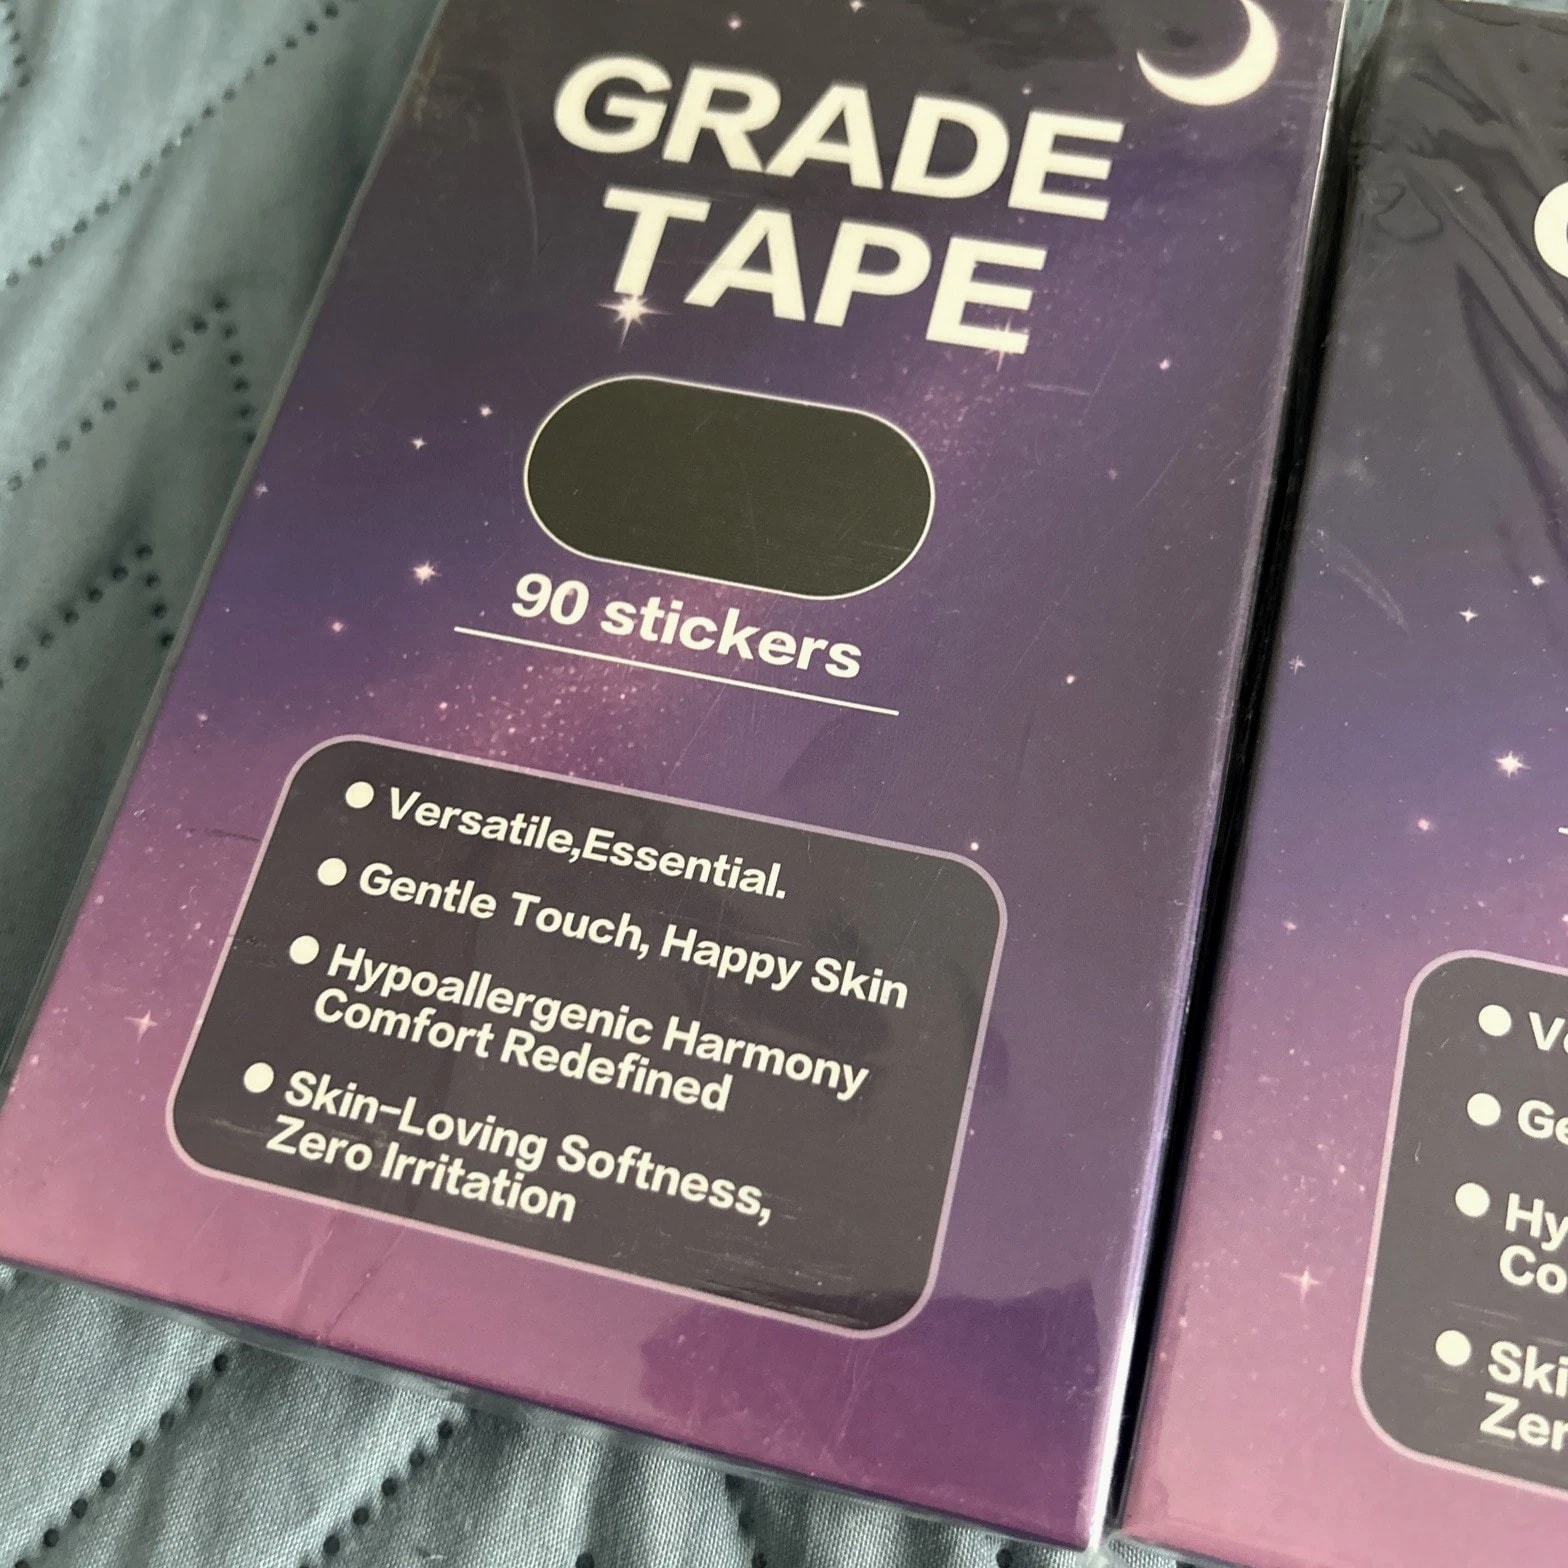 GRADE
TAPE
90 stickers
● Versatile,Essential.
● Gentle Touch, Happy Skin
● Hypoallergenic Harmony
Comfort Redefined
● Skin-Loving Softness,
Zero Irritation